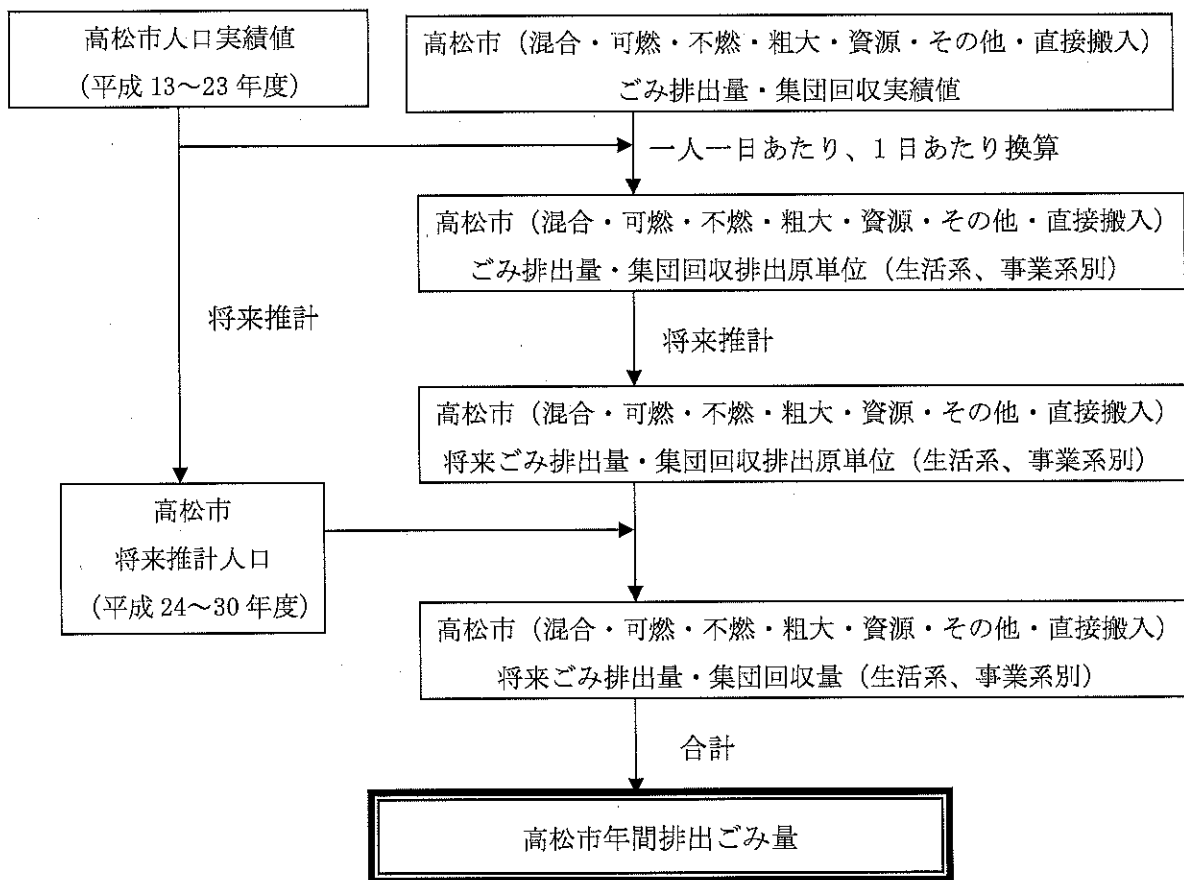 高松市人口実績値
(平成 13～23 年度)
高松市（混合・可燃・不燃・粗大・資源・その他・直接搬入）
ごみ排出量・集団回収実績値
一人一日あたり、1日あたり換算
高松市（混合・可燃・不燃・粗大・資源・その他・直接搬入）
ごみ排出量・集団回収排出原単位（生活系、事業系別）
将来推計
将来推計
高松市（混合・可燃・不燃・粗大・資源・その他・直接搬入）
将来ごみ排出量・集団回収排出原単位（生活系、事業系別）
高松市
将来推計人口
（平成 24～30 年度）
高松市（混合・可燃・不燃・粗大・資源・その他・直接搬入）
将来ごみ排出量・集団回収量（生活系、事業系別）
合計
高松市年間排出ごみ量